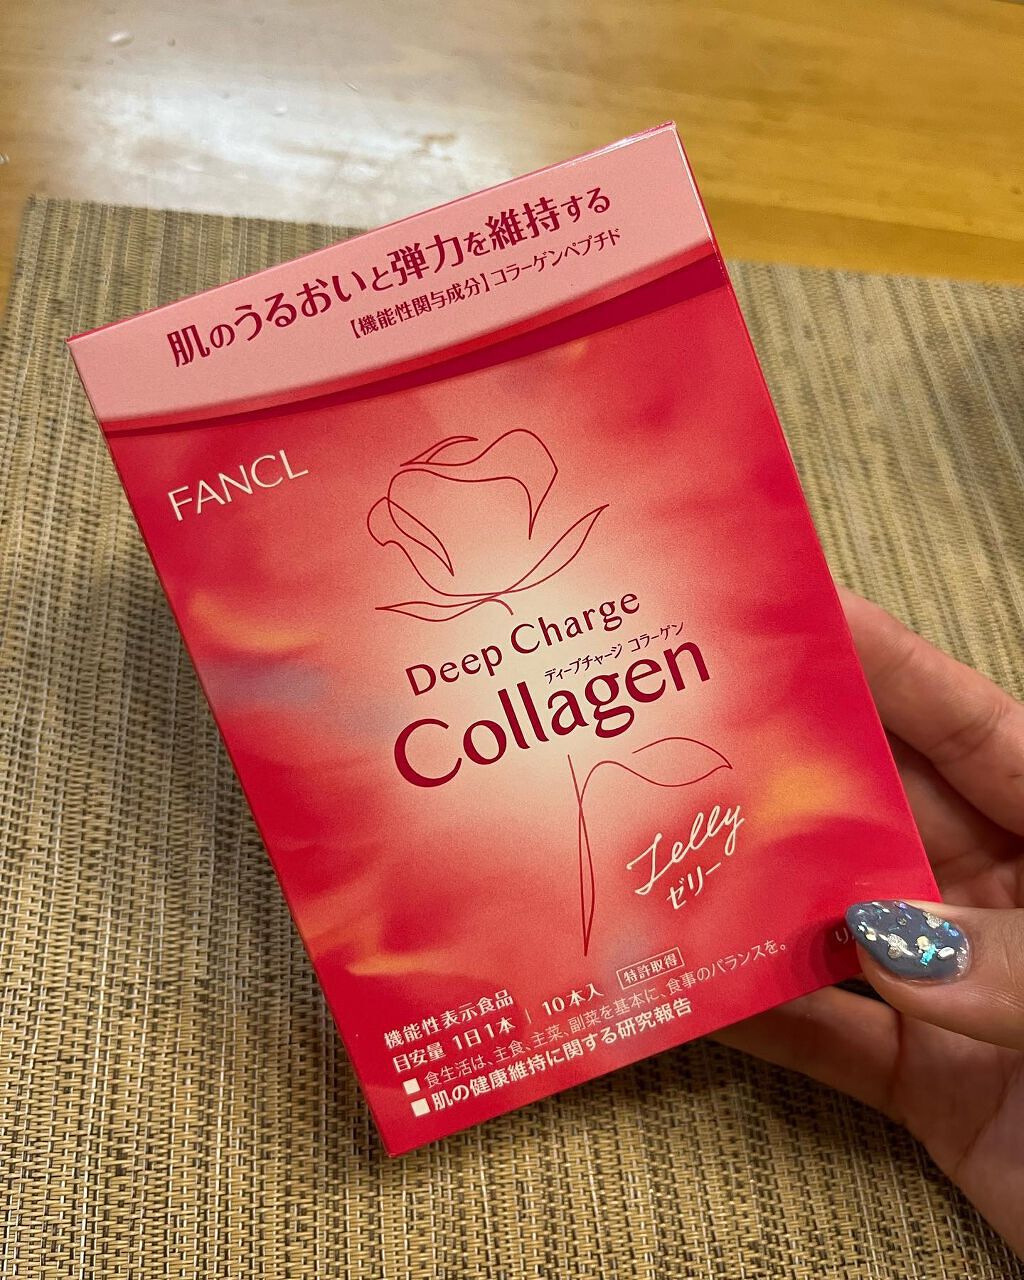 肌のうるおいと弾力を維持する
【機能性関与成分】コラーゲンペプチド
FANCL
Deep Charge
ディープチャージ コラーゲン
Collagen
Jelly
ゼリー
機能性表示食品
目安量 1日1本 10本入 特許取得
■ 食生活は、主食、主菜、副菜を基本に、食事のバランスを。
■ 肌の健康維持に関する研究報告